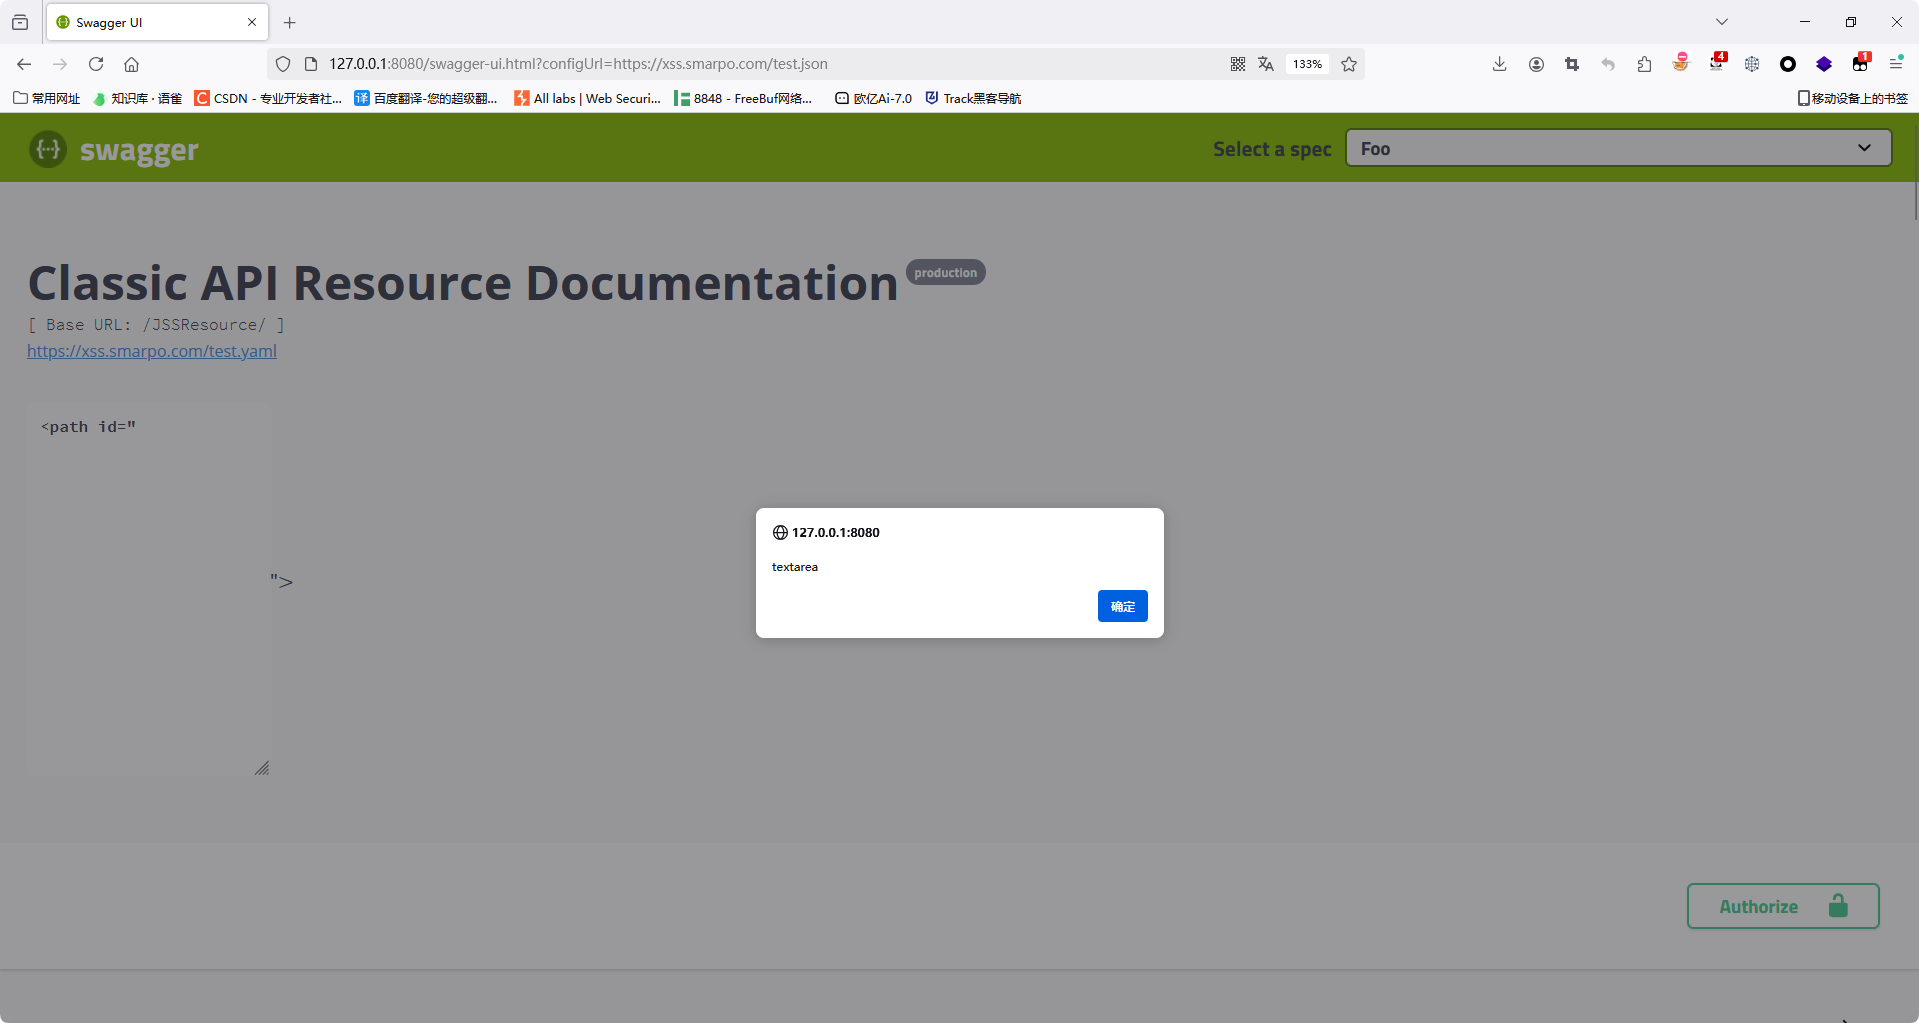 Swagger UI
127.0.0.1:8080/swagger-ui.html?configUrl=https://xss.smarpo.com/test.json
133%
4
1
常用网址
知识库 · 语雀
CSDN - 专业开发者社...
百度翻译-您的超级翻...
All labs | Web Securi...
8848 - FreeBuf网络...
欧亿Ai-7.0
Track黑客导航
移动设备上的书签
swagger
Select a spec
Foo
Classic API Resource Documentation
production
[ Base URL: /JSSResource/ ]
https://xss.smarpo.com/test.yaml
<path id="
">
127.0.0.1:8080
textarea
确定
Authorize